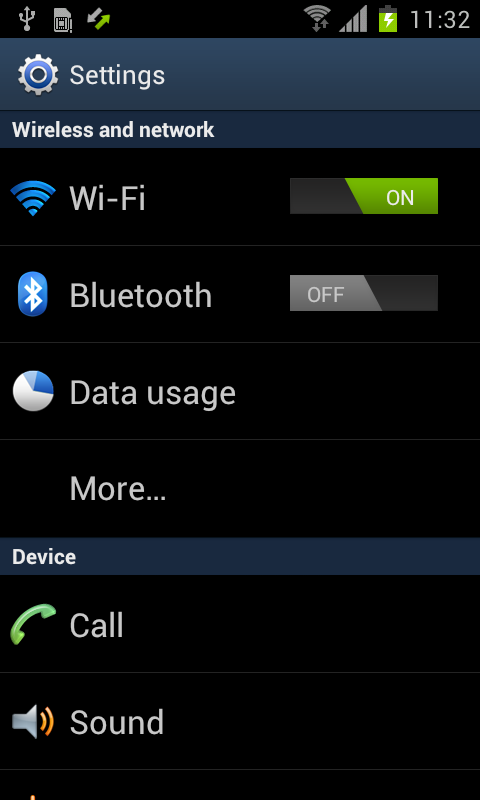 11:32
Settings
Wireless and network
Wi-Fi
ON
Bluetooth
OFF
Data usage
More...
Device
Call
Sound